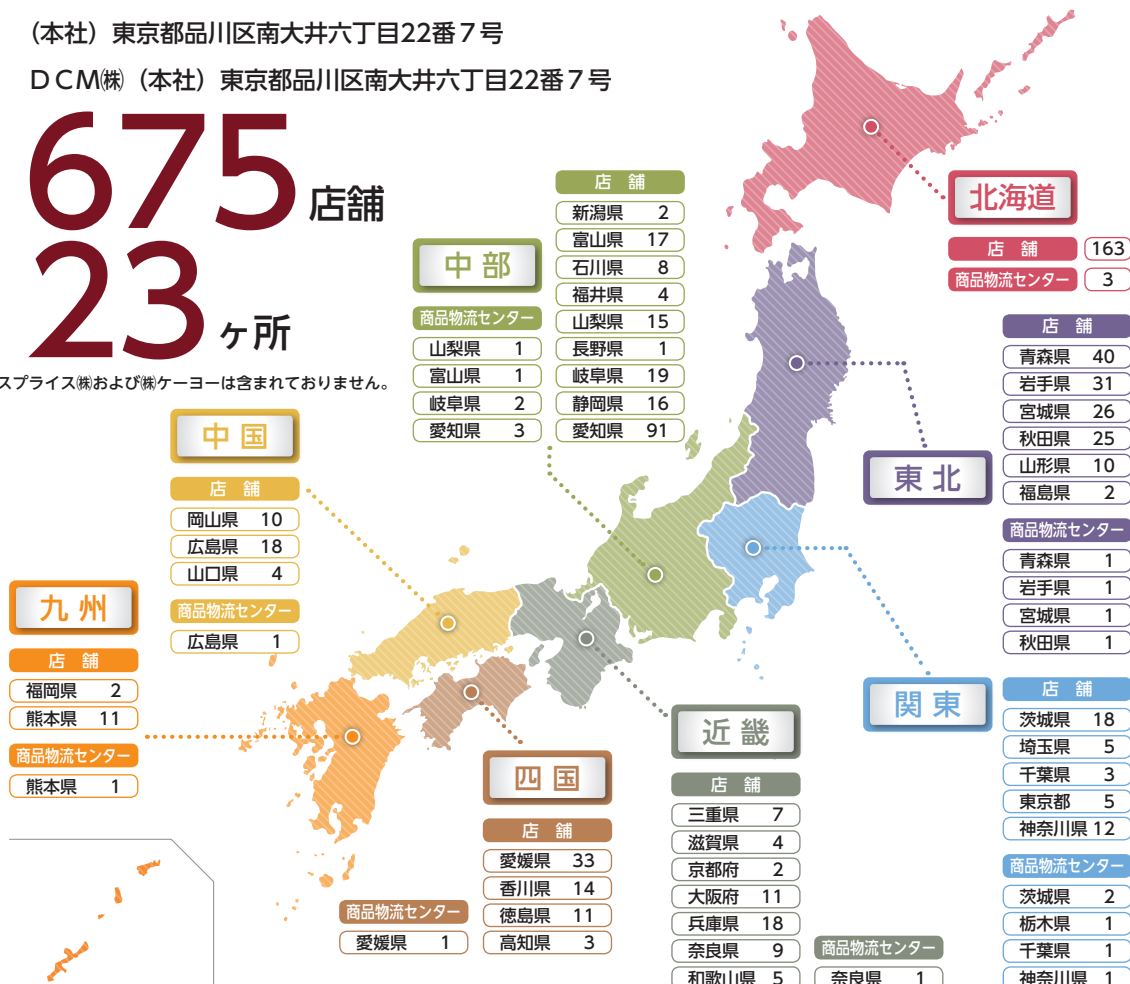 (本社)東京都品川区南大井六丁目22番7号
DCM㈱(本社)東京都品川区南大井六丁目22番7号
675店舗
23ヶ所
スプライス㈱および㈱ケーヨーは含まれておりません。
北海道
店舗 163
商品物流センター 3
東北
店舗
青森県 40
岩手県 31
宮城県 26
秋田県 25
山形県 10
福島県 2
商品物流センター
青森県 1
岩手県 1
宮城県 1
秋田県 1
中部
商品物流センター
山梨県 1
富山県 1
岐阜県 2
愛知県 3
店舗
新潟県 2
富山県 17
石川県 8
福井県 4
山梨県 15
長野県 1
岐阜県 19
静岡県 16
愛知県 91
中国
店舗
岡山県 10
広島県 18
山口県 4
商品物流センター
広島県 1
九州
店舗
福岡県 2
熊本県 11
商品物流センター
熊本県 1
四国
店舗
愛媛県 33
香川県 14
徳島県 11
高知県 3
商品物流センター
愛媛県 1
近畿
店舗
三重県 7
滋賀県 4
京都府 2
大阪府 11
兵庫県 18
奈良県 9
和歌山県 5
商品物流センター
奈良県 1
関東
店舗
茨城県 18
埼玉県 5
千葉県 3
東京都 5
神奈川県 12
商品物流センター
茨城県 2
栃木県 1
千葉県 1
神奈川県 1